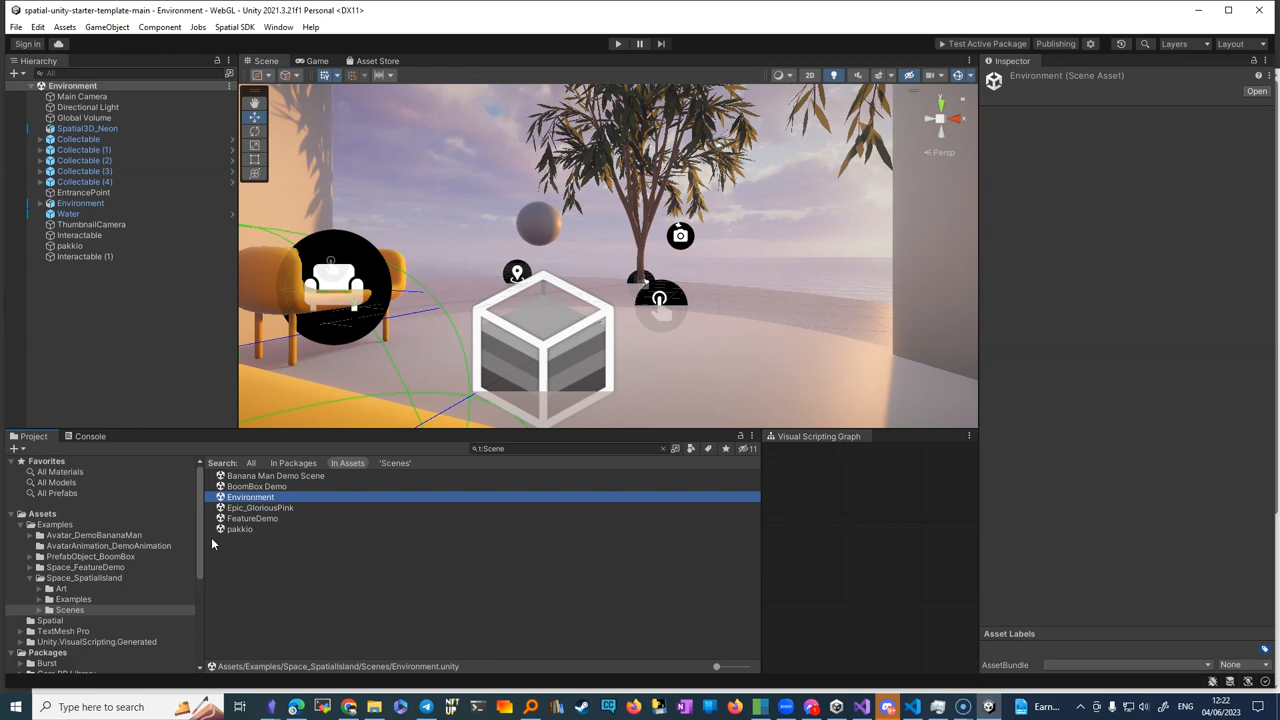 spatial-unity-starter-template-main - Environment - WebGL - Unity 2021.3.21f1 Personal <DX11>
File Edit Assets GameObject Component Jobs Spatial SDK Window Help
Sign in Test Active Package Publishing Layers Layout
Hierarchy
All
Environment
Main Camera
Directional Light
Global Volume
Spatial3D_Neon
Collectable
Collectable (1)
Collectable (2)
Collectable (3)
Collectable (4)
EntrancePoint
Environment
Water
ThumbnailCamera
Interactable
pakkio
Interactable (1)
Scene Game Asset Store
2D
Persp
Inspector
Environment (Scene Asset)
Open
Asset Labels
AssetBundle None None
Project Console
t:Scene
11
Favorites
All Materials
All Models
All Prefabs
Assets
Examples
Avatar_DemoBananaMan
AvatarAnimation_DemoAnimation
PrefabObject_BoomBox
Space_FeatureDemo
Space_SpatialIsland
Art
Examples
Scenes
Spatial
TextMesh Pro
Unity.VisualScripting.Generated
Packages
Burst
Search: All In Packages In Assets 'Scenes'
Banana Man Demo Scene
BoomBox Demo
Environment
Epic_GloriousPink
FeatureDemo
pakkio
Assets/Examples/Space_SpatialIsland/Scenes/Environment.unity
Visual Scripting Graph
Type here to search
Earn...
12:22
04/06/2023